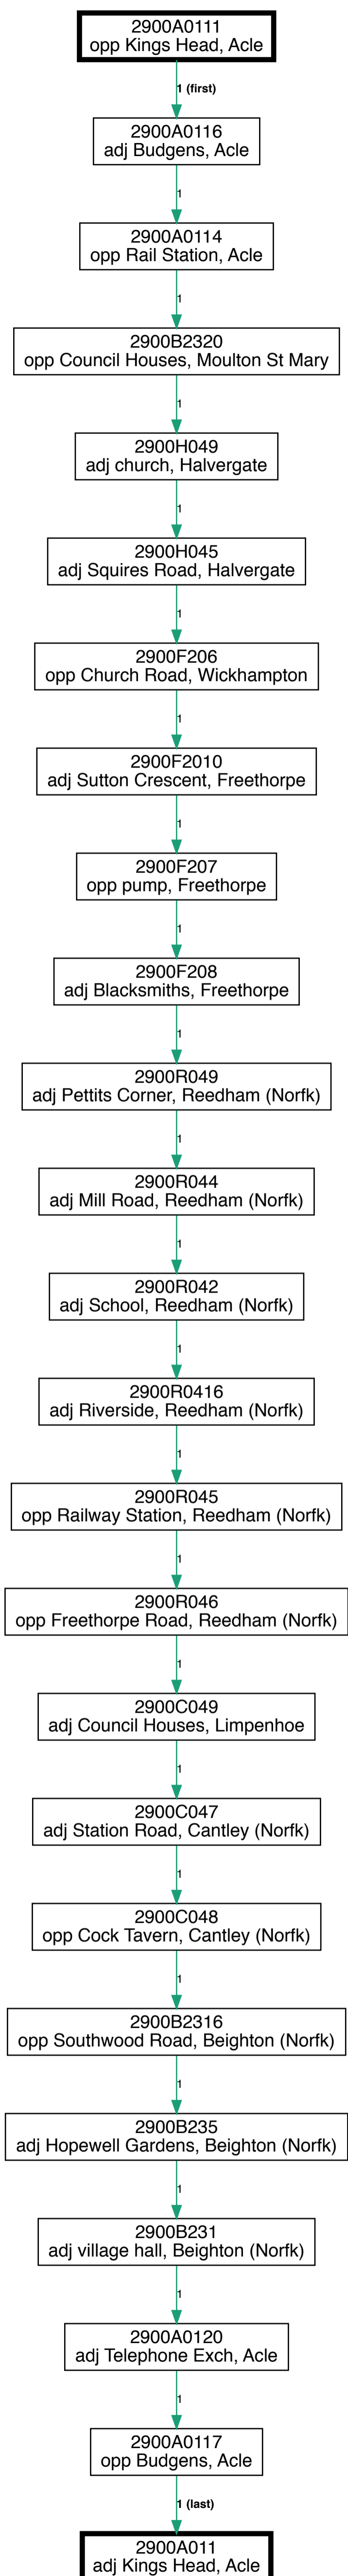 2900A0111
opp Kings Head, Acle
1 (first)
2900A0116
adj Budgens, Acle
1
2900A0114
opp Rail Station, Acle
1
2900B2320
opp Council Houses, Moulton St Mary
1
2900H049
adj church, Halvergate
1
2900H045
adj Squires Road, Halvergate
1
2900F206
opp Church Road, Wickhampton
1
2900F2010
adj Sutton Crescent, Freethorpe
1
2900F207
opp pump, Freethorpe
1
2900F208
adj Blacksmiths, Freethorpe
1
2900R049
adj Pettits Corner, Reedham (Norfk)
1
2900R044
adj Mill Road, Reedham (Norfk)
1
2900R042
adj School, Reedham (Norfk)
1
2900R0416
adj Riverside, Reedham (Norfk)
1
2900R045
opp Railway Station, Reedham (Norfk)
1
2900R046
opp Freethorpe Road, Reedham (Norfk)
1
2900C049
adj Council Houses, Limpenhoe
1
2900C047
adj Station Road, Cantley (Norfk)
1
2900C048
opp Cock Tavern, Cantley (Norfk)
1
2900B2316
opp Southwood Road, Beighton (Norfk)
1
2900B235
adj Hopewell Gardens, Beighton (Norfk)
1
2900B231
adj village hall, Beighton (Norfk)
1
2900A0120
adj Telephone Exch, Acle
1
2900A0117
opp Budgens, Acle
1 (last)
2900A011
adj Kings Head, Acle